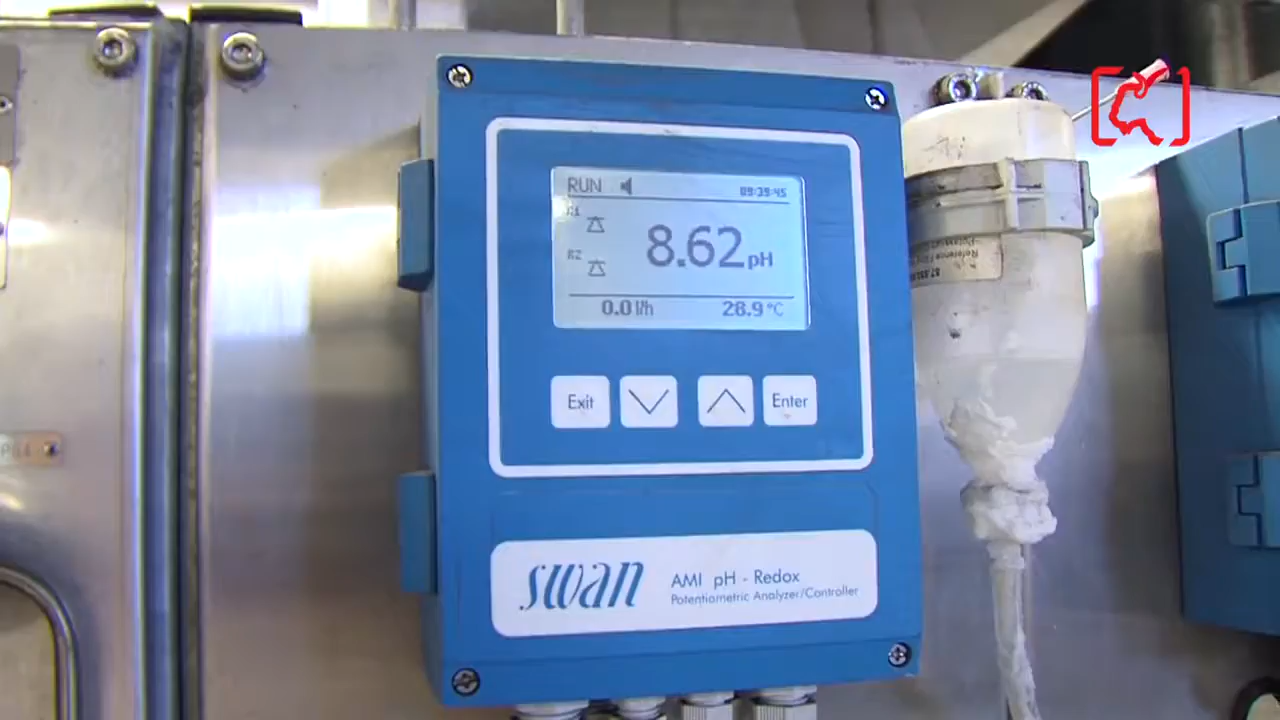 RUN 09:39:45
R1
8.62 pH
R2
0.0 l/h 28.9 °C
Exit Enter
swan
AMI pH - Redox
Potentiometric Analyzer/Controller